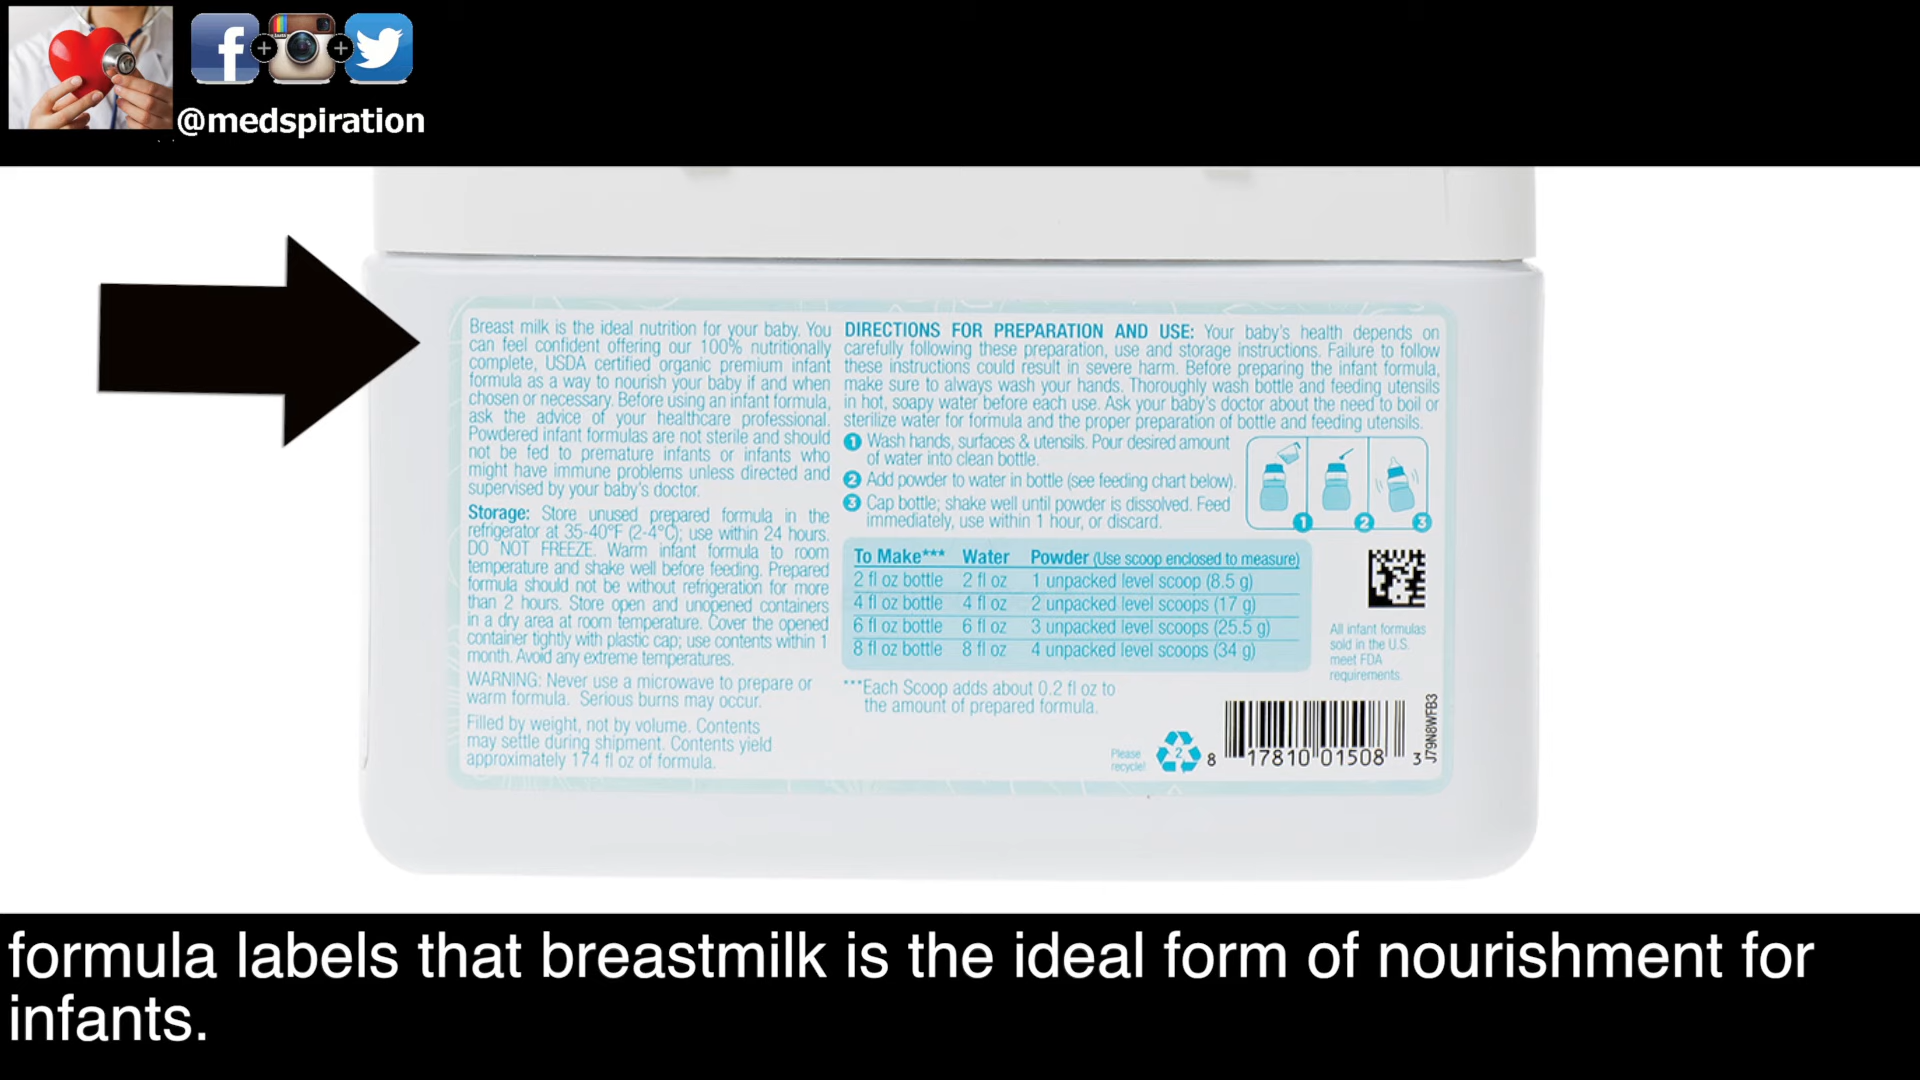 @medspiration
Breast milk is the ideal nutrition for your baby. You
can feel confident offering our 100% nutritionally
complete, USDA certified organic premium infant
formula as a way to nourish your baby if and when
chosen or necessary. Before using an infant formula,
ask the advice of your healthcare professional.
Powdered infant formulas are not sterile and should
not be fed to premature infants or infants who
might have immune problems unless directed and
supervised by your baby's doctor.
Storage: Store unused prepared formula in the
refrigerator at 35-40°F (2-4°C); use within 24 hours.
DO NOT FREEZE. Warm infant formula to room
temperature and shake well before feeding. Prepared
formula should not be without refrigeration for more
than 2 hours. Store open and unopened containers
in a dry area at room temperature. Cover the opened
container tightly with plastic cap; use contents within 1
month. Avoid any extreme temperatures.
WARNING: Never use a microwave to prepare or
warm formula. Serious burns may occur.
Filled by weight, not by volume. Contents
may settle during shipment. Contents yield
approximately 174 fl oz of formula.
DIRECTIONS FOR PREPARATION AND USE: Your baby's health depends on
carefully following these preparation, use and storage instructions. Failure to follow
these instructions could result in severe harm. Before preparing the infant formula,
make sure to always wash your hands. Thoroughly wash bottle and feeding utensils
in hot, soapy water before each use. Ask your baby's doctor about the need to boil or
sterilize water for formula and the proper preparation of bottle and feeding utensils.
1 Wash hands, surfaces & utensils. Pour desired amount
of water into clean bottle.
2 Add powder to water in bottle (see feeding chart below).
3 Cap bottle; shake well until powder is dissolved. Feed
immediately, use within 1 hour, or discard.
1 2 3
To Make*** Water Powder (Use scoop enclosed to measure)
2 fl oz bottle 2 fl oz 1 unpacked level scoop (8.5 g)
4 fl oz bottle 4 fl oz 2 unpacked level scoops (17 g)
6 fl oz bottle 6 fl oz 3 unpacked level scoops (25.5 g)
8 fl oz bottle 8 fl oz 4 unpacked level scoops (34 g)
***Each Scoop adds about 0.2 fl oz to
the amount of prepared formula.
All infant formulas
sold in the U.S.
meet FDA
requirements.
Please
recycle!
2
8 17810 01508 3
J79N8WFB3
formula labels that breastmilk is the ideal form of nourishment for
infants.